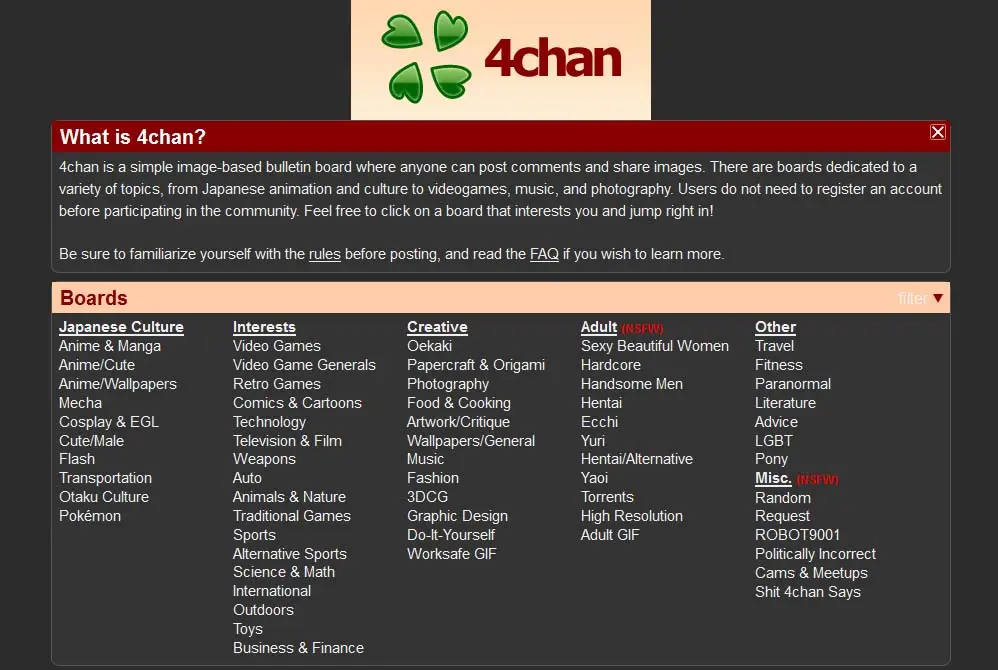 4chan
What is 4chan?
4chan is a simple image-based bulletin board where anyone can post comments and share images. There are boards dedicated to a
variety of topics, from Japanese animation and culture to videogames, music, and photography. Users do not need to register an account
before participating in the community. Feel free to click on a board that interests you and jump right in!
Be sure to familiarize yourself with the rules before posting, and read the FAQ if you wish to learn more.
Boards
filter ▼
Japanese Culture
Anime & Manga
Anime/Cute
Anime/Wallpapers
Mecha
Cosplay & EGL
Cute/Male
Flash
Transportation
Otaku Culture
Pokémon
Interests
Video Games
Video Game Generals
Retro Games
Comics & Cartoons
Technology
Television & Film
Weapons
Auto
Animals & Nature
Traditional Games
Sports
Alternative Sports
Science & Math
International
Outdoors
Toys
Business & Finance
Creative
Oekaki
Papercraft & Origami
Photography
Food & Cooking
Artwork/Critique
Wallpapers/General
Music
Fashion
3DCG
Graphic Design
Do-It-Yourself
Worksafe GIF
Adult (NSFW)
Sexy Beautiful Women
Hardcore
Handsome Men
Hentai
Ecchi
Yuri
Hentai/Alternative
Yaoi
Torrents
High Resolution
Adult GIF
Other
Travel
Fitness
Paranormal
Literature
Advice
LGBT
Pony
Misc. (NSFW)
Random
Request
ROBOT9001
Politically Incorrect
Cams & Meetups
Shit 4chan Says